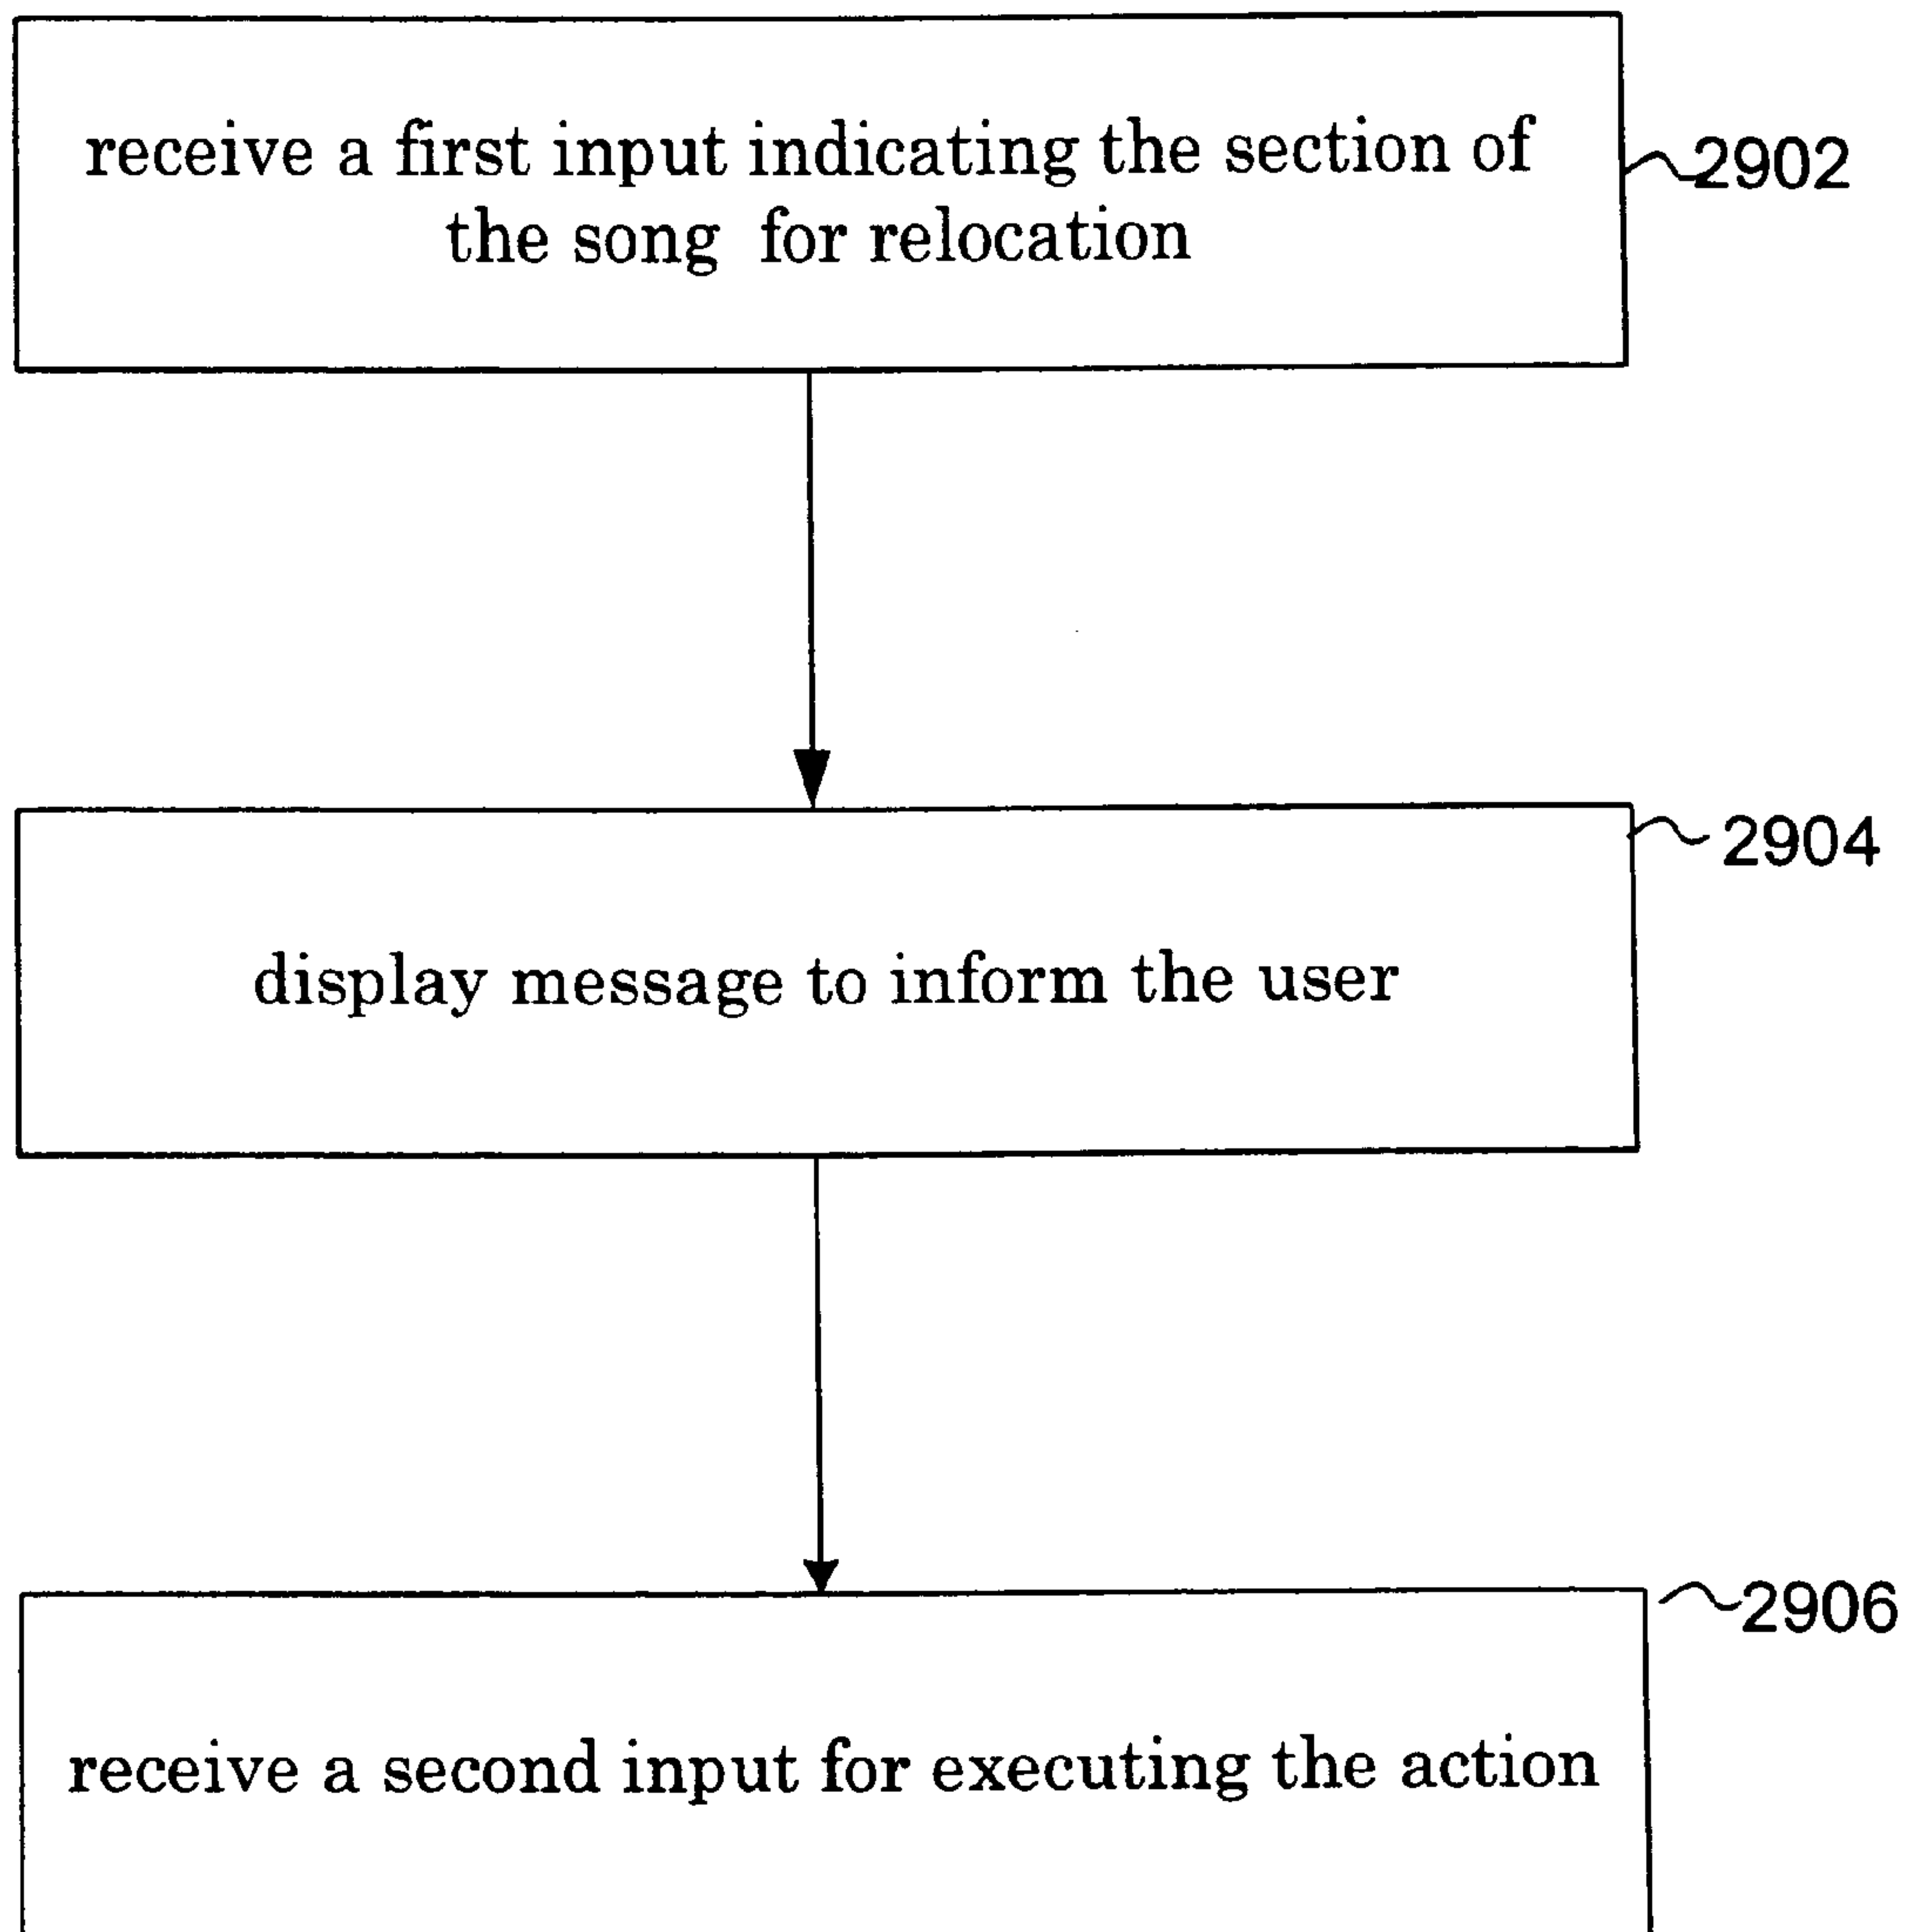 receive a first input indicating the section of
the song for relocation
2902
2904
display message to inform the user
2906
receive a second input for executing the action